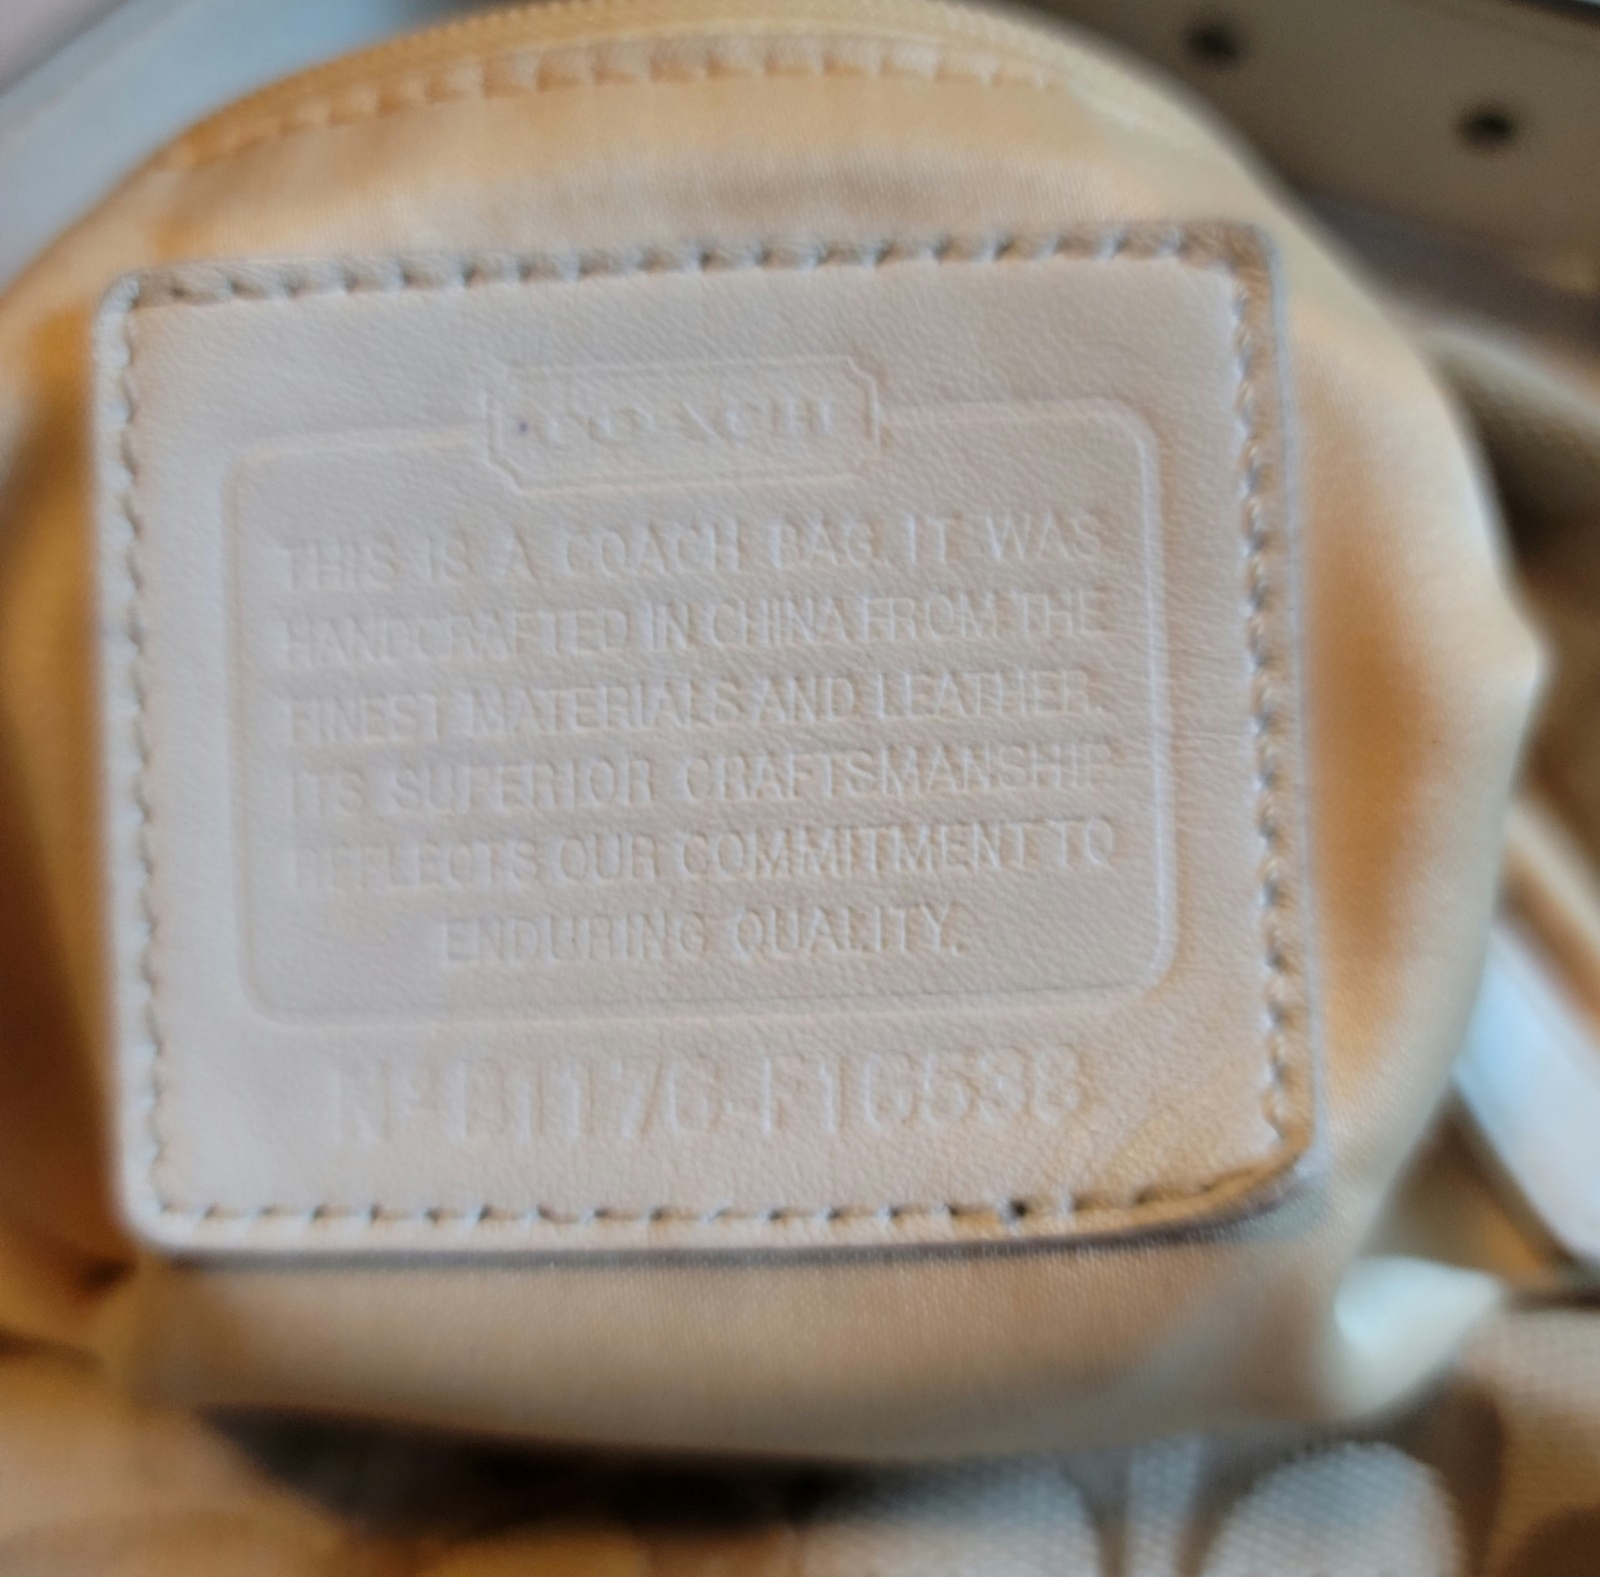 COACH
THIS IS A COACH BAG. IT WAS
HANDCRAFTED IN CHINA FROM THE
FINEST MATERIALS AND LEATHER.
ITS SUPERIOR CRAFTSMANSHIP
REFLECTS OUR COMMITMENT TO
ENDURING QUALITY.
Nº